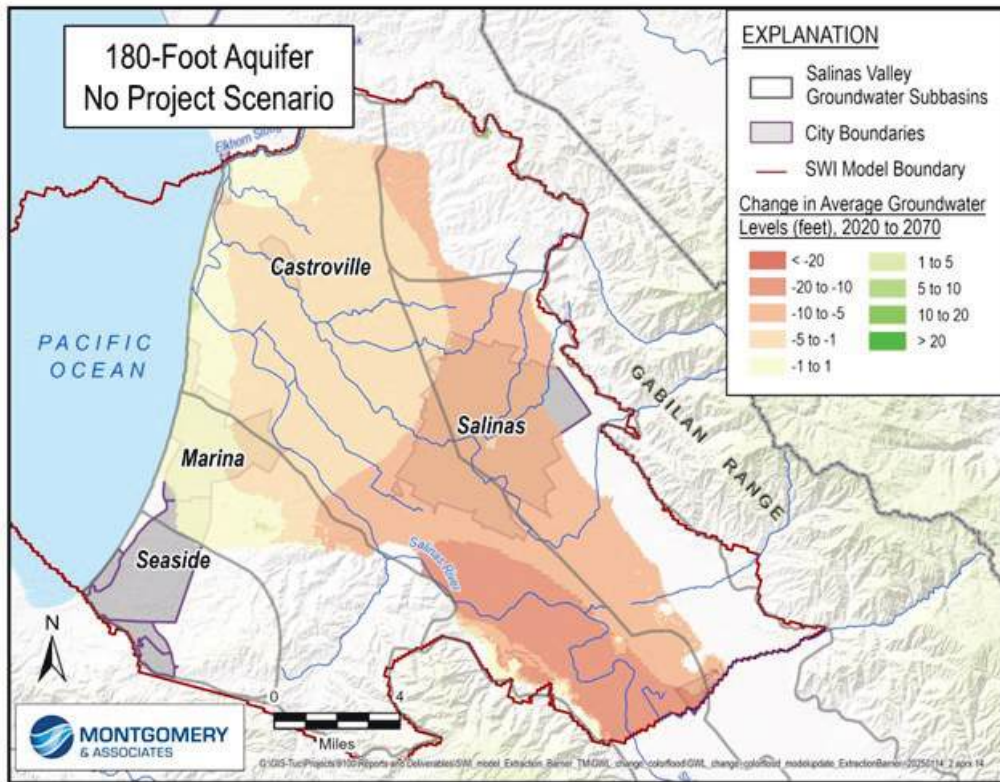 180-Foot Aquifer
No Project Scenario
EXPLANATION
Salinas Valley
Groundwater Subbasins
City Boundaries
SWI Model Boundary
Change in Average Groundwater
Levels (feet), 2020 to 2070
< -20
-20 to -10
-10 to -5
-5 to -1
-1 to 1
1 to 5
5 to 10
10 to 20
> 20
Elkhorn
Castroville
PACIFIC
OCEAN
GABILAN RANGE
Salinas
Marina
Seaside
Salinas River
N
0 4
Miles
MONTGOMERY
& ASSOCIATES